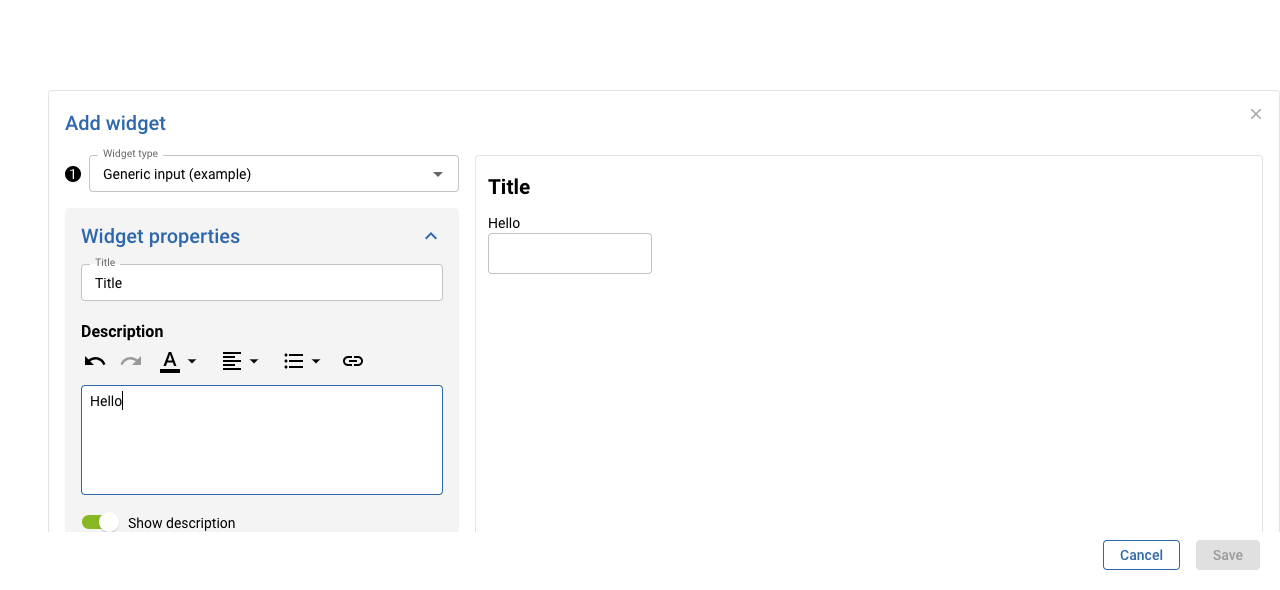 Add widget
1
Widget type
Generic input (example)
Widget properties
Title
Title
Description
A
Hello
Show description
Title
Hello
Cancel
Save